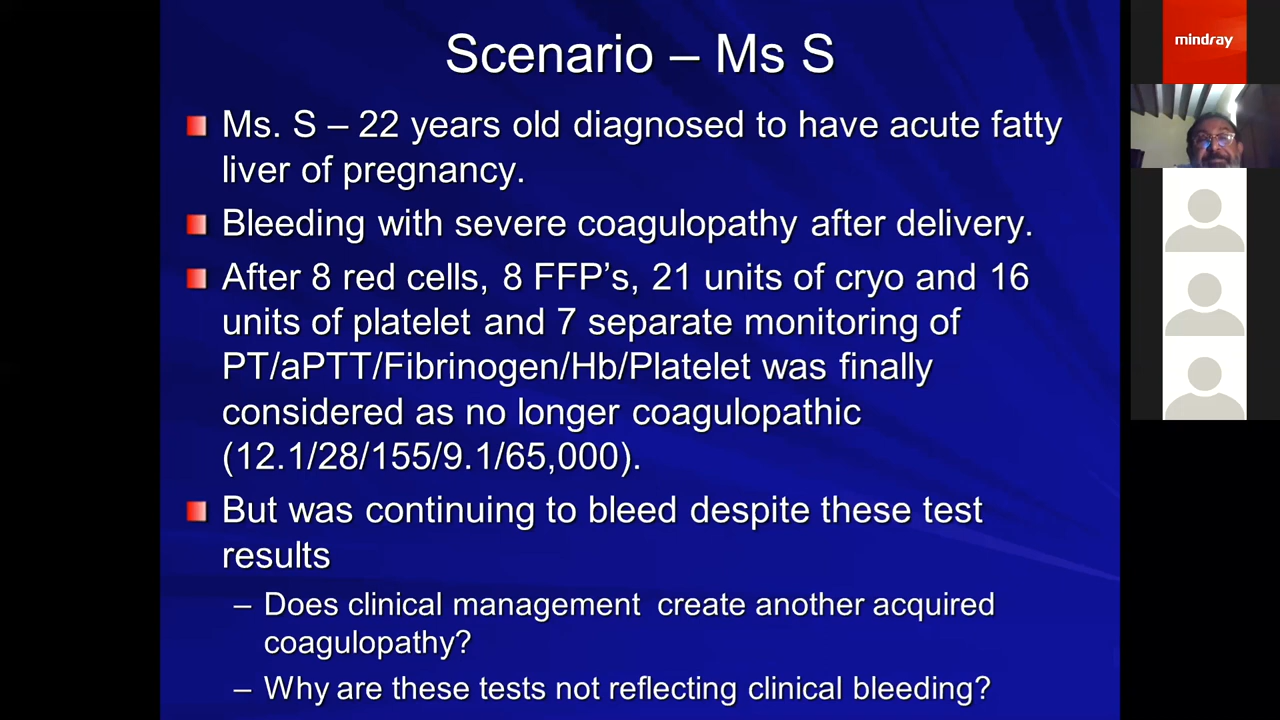 Scenario – Ms S
Ms. S – 22 years old diagnosed to have acute fatty
liver of pregnancy.
Bleeding with severe coagulopathy after delivery.
After 8 red cells, 8 FFP’s, 21 units of cryo and 16
units of platelet and 7 separate monitoring of
PT/aPTT/Fibrinogen/Hb/Platelet was finally
considered as no longer coagulopathic
(12.1/28/155/9.1/65,000).
But was continuing to bleed despite these test
results
– Does clinical management create another acquired
coagulopathy?
– Why are these tests not reflecting clinical bleeding?
mindray